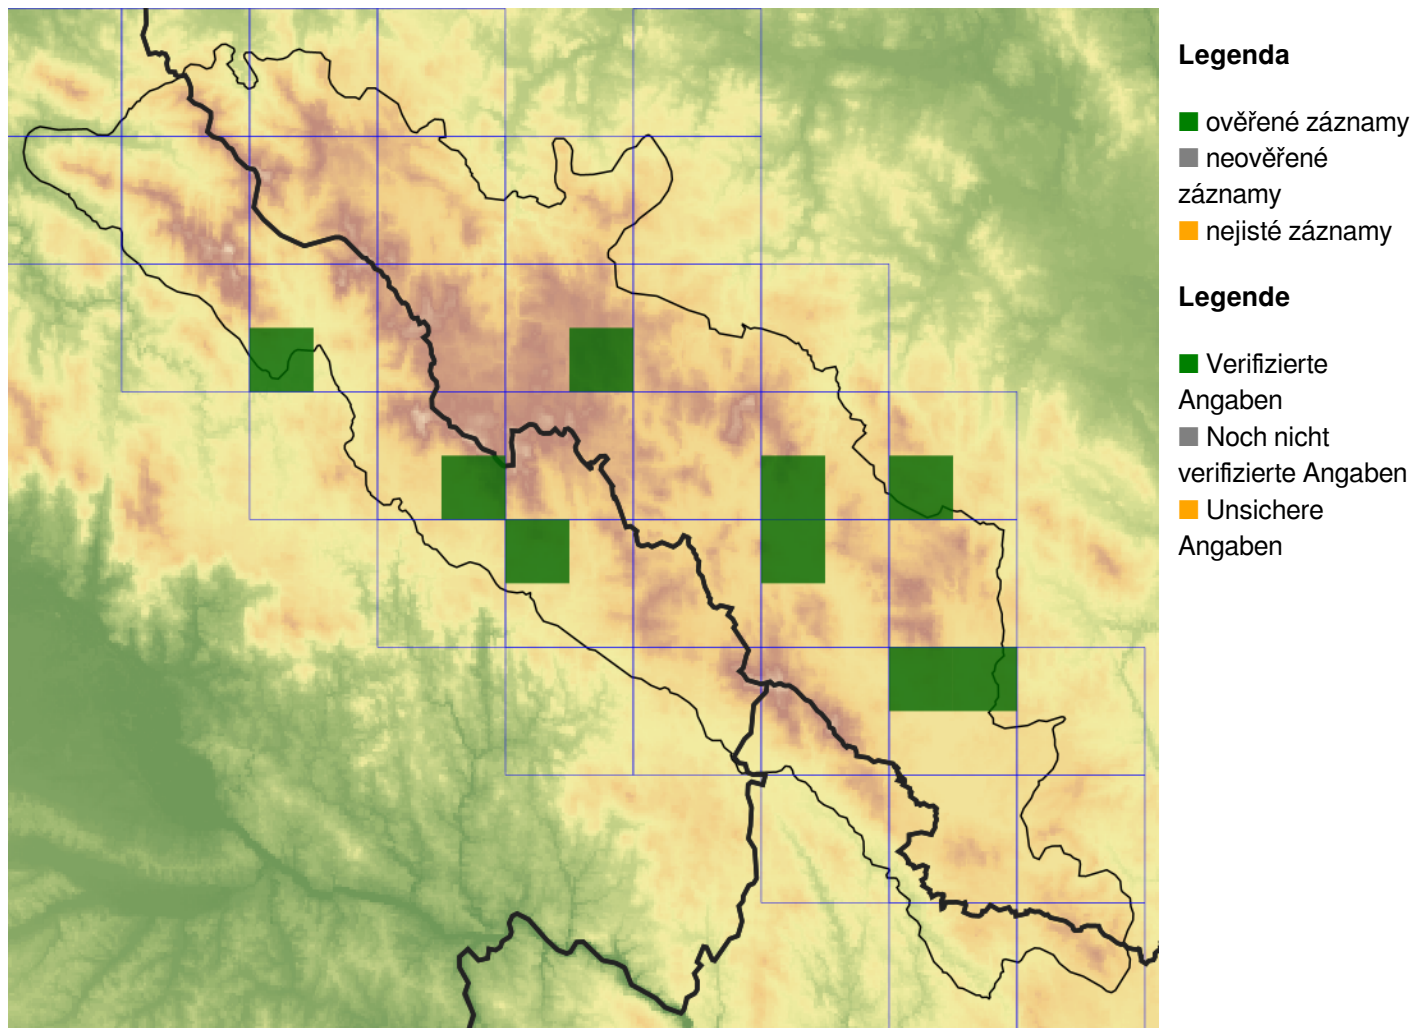 Legenda
ověřené záznamy
neověřené
záznamy
nejisté záznamy
Legende
Verifizierte
Angaben
Noch nicht
verifizierte Angaben
Unsichere
Angaben